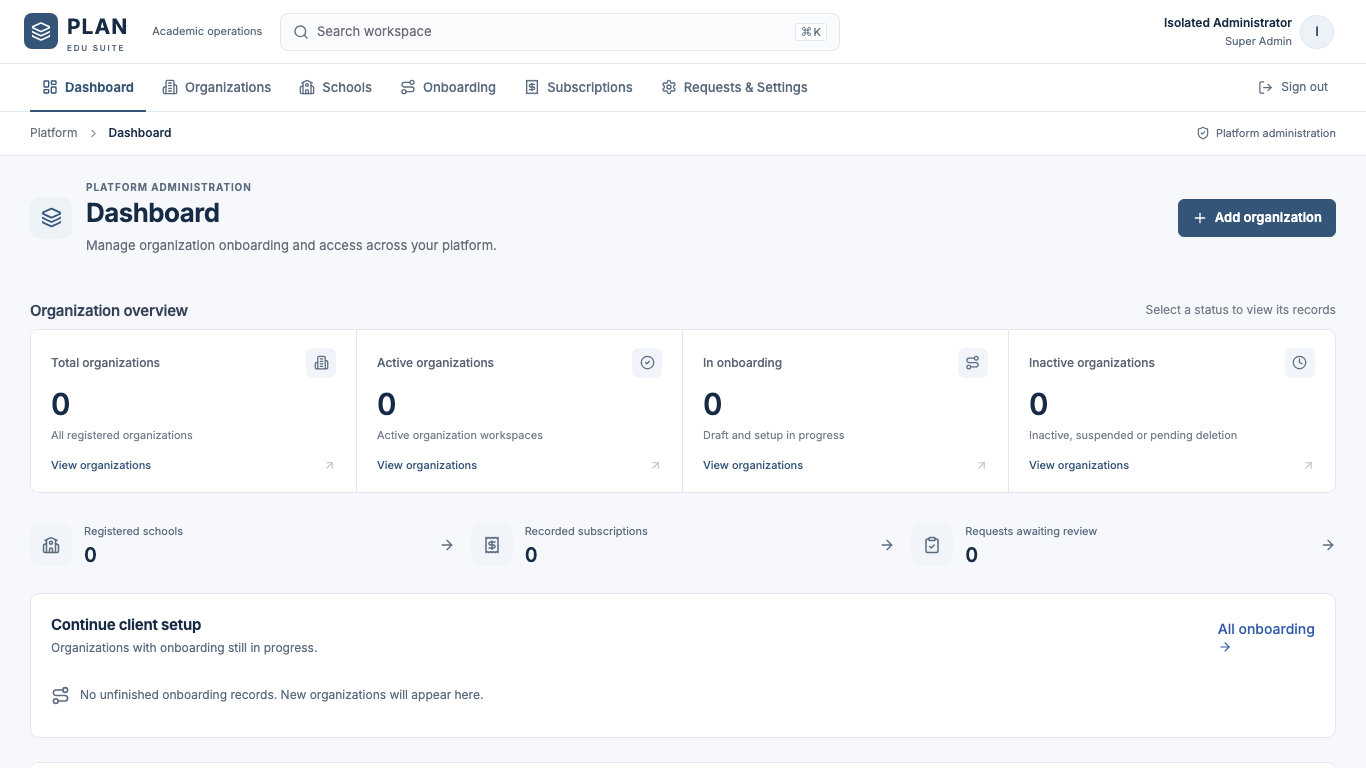 PLAN
EDU SUITE
Academic operations
Search workspace
⌘K
Isolated Administrator
Super Admin
I
Dashboard
Organizations
Schools
Onboarding
Subscriptions
Requests & Settings
Sign out
Platform
Dashboard
Platform administration
PLATFORM ADMINISTRATION
Dashboard
Manage organization onboarding and access across your platform.
Add organization
Organization overview
Select a status to view its records
Total organizations
0
All registered organizations
View organizations
Active organizations
0
Active organization workspaces
View organizations
In onboarding
0
Draft and setup in progress
View organizations
Inactive organizations
0
Inactive, suspended or pending deletion
View organizations
Registered schools
0
Recorded subscriptions
0
Requests awaiting review
0
Continue client setup
Organizations with onboarding still in progress.
All onboarding
No unfinished onboarding records. New organizations will appear here.